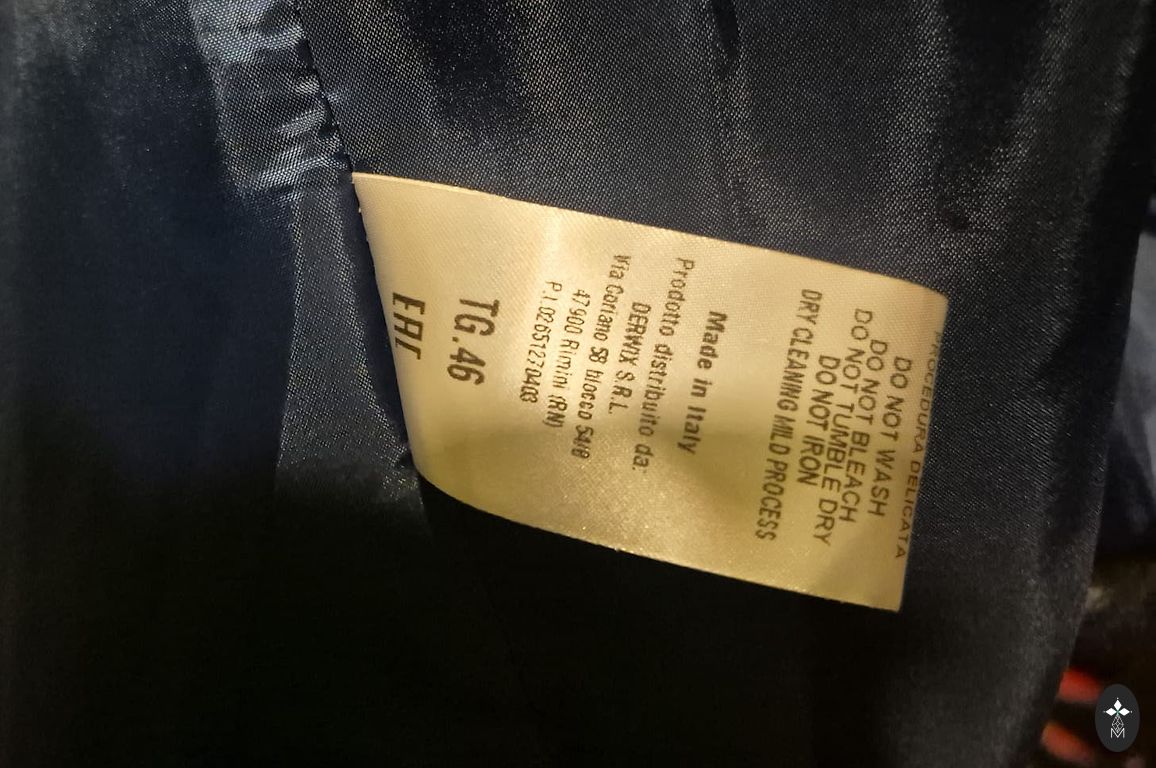 PROCEDURA DELICATA
DO NOT WASH
DO NOT BLEACH
DO NOT TUMBLE DRY
DO NOT IRON
DRY CLEANING MILD PROCESS
Made in Italy
Prodotto distribuito da:
DERWIX S.R.L.
Via Coriano 58 blocco 54/e
47900 Rimini (RN)
P.I. 02651270403
TG. 46
EAC
M